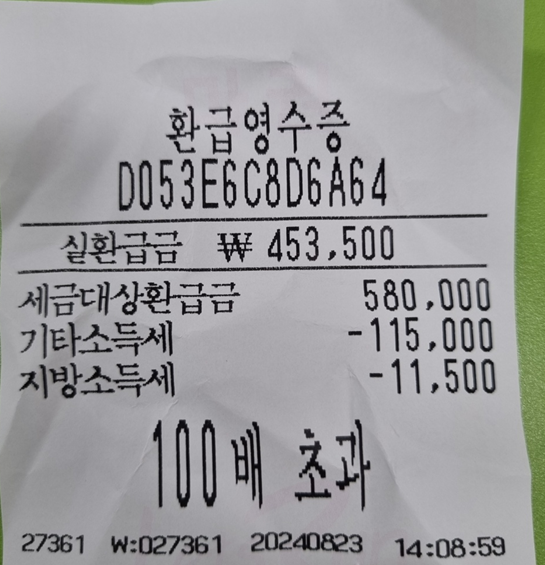 환급영수증
D053E6C8D6A64
실환급금 ₩ 453,500
세금대상환급금 580,000
기타소득세 -115,000
지방소득세 -11,500
100배 초과
27361 W:027361 20240823 14:08:59